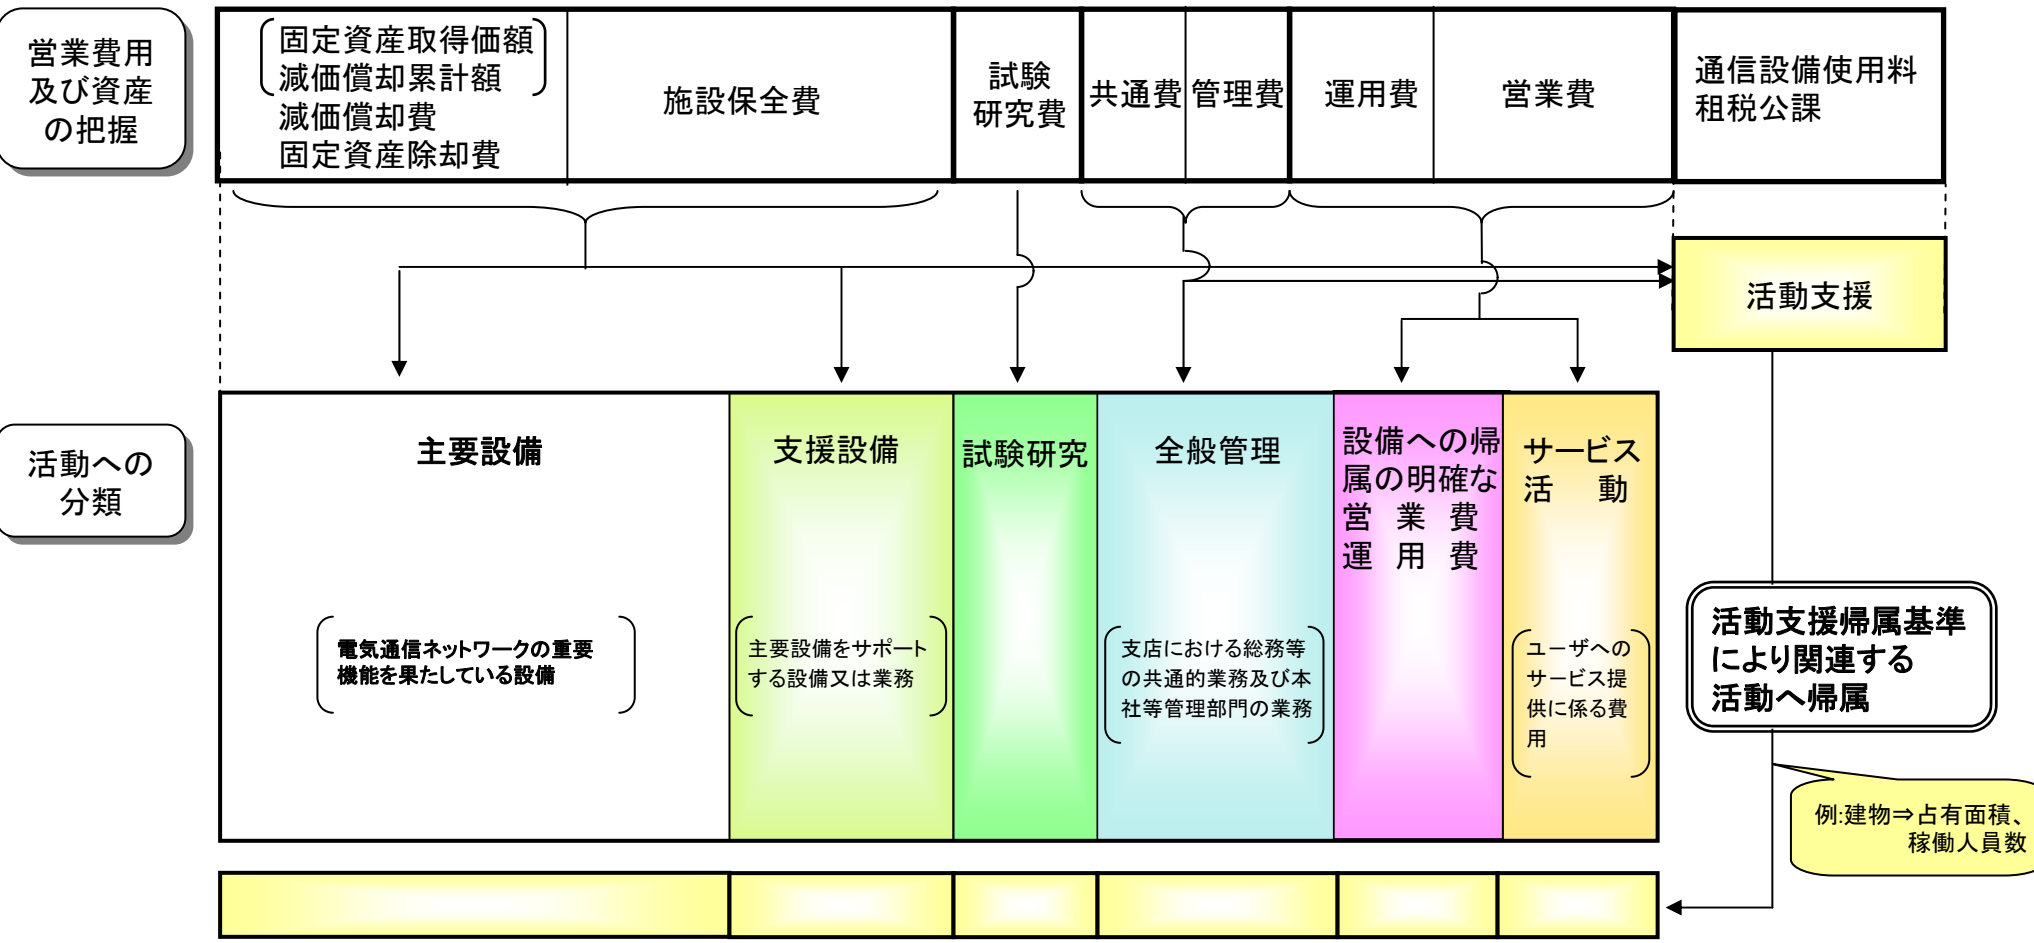 営業費用
及び資産
の把握
固定資産取得価額
減価償却累計額
減価償却費
固定資産除却費
施設保全費
試験
研究費
共通費
管理費
運用費
営業費
通信設備使用料
租税公課
活動支援
活動への
分類
主要設備
電気通信ネットワークの重要
機能を果たしている設備
支援設備
主要設備をサポート
する設備又は業務
試験研究
全般管理
支店における総務等
の共通的業務及び本
社等管理部門の業務
設備への帰
属の明確な
営 業 費
運 用 費
サービス
活 動
ユーザへの
サービス提
供に係る費
用
活動支援帰属基準
により関連する
活動へ帰属
例:建物⇒占有面積、
稼働人員数